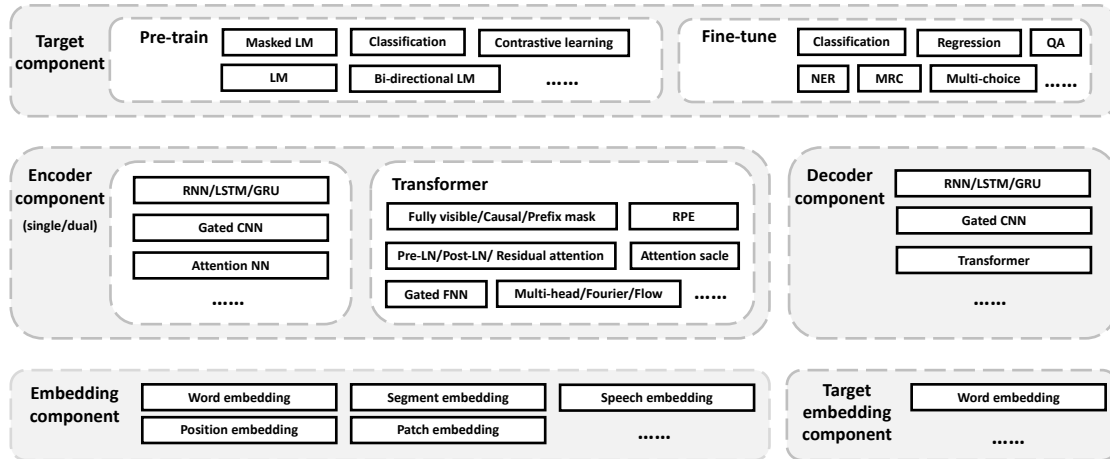 Target component
Pre-train
Masked LM
Classification
Contrastive learning
LM
Bi-directional LM
……
Fine-tune
Classification
Regression
QA
NER
MRC
Multi-choice
……
Encoder component
(single/dual)
RNN/LSTM/GRU
Gated CNN
Attention NN
……
Transformer
Fully visible/Causal/Prefix mask
RPE
Pre-LN/Post-LN/ Residual attention
Attention sacle
Gated FNN
Multi-head/Fourier/Flow
……
Decoder component
RNN/LSTM/GRU
Gated CNN
Transformer
……
Embedding component
Word embedding
Segment embedding
Speech embedding
Position embedding
Patch embedding
……
Target embedding component
Word embedding
……